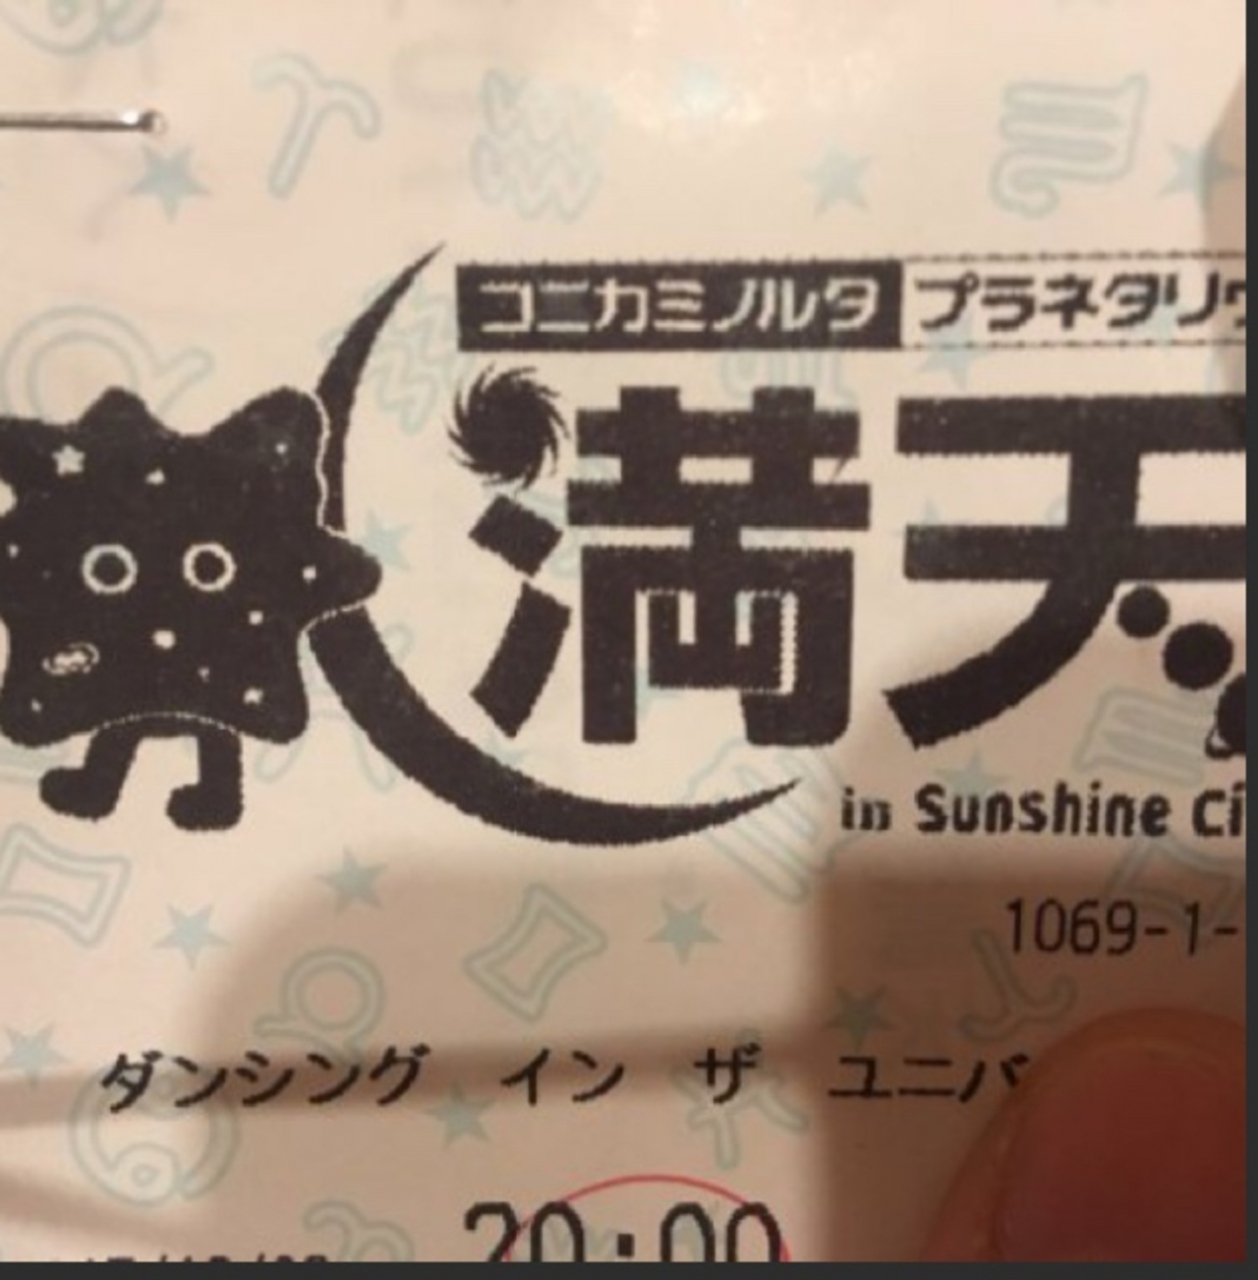 コニカミノルタ プラネタリウ
満天
in Sunshine Ci
1069-1-
ダンシング イン ザ ユニバ
20:00